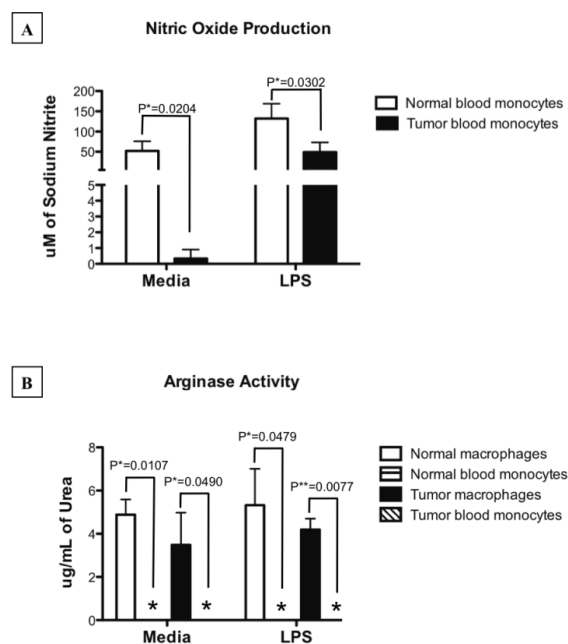 A
Nitric Oxide Production
uM of Sodium Nitrite
200
150
100
50
5
4
3
2
1
0
P*=0.0204
P*=0.0302
Media
LPS
Normal blood monocytes
Tumor blood monocytes
B
Arginase Activity
ug/mL of Urea
8
6
4
2
0
P*=0.0107
P*=0.0490
P*=0.0479
P**=0.0077
* * * *
Media
LPS
Normal macrophages
Normal blood monocytes
Tumor macrophages
Tumor blood monocytes